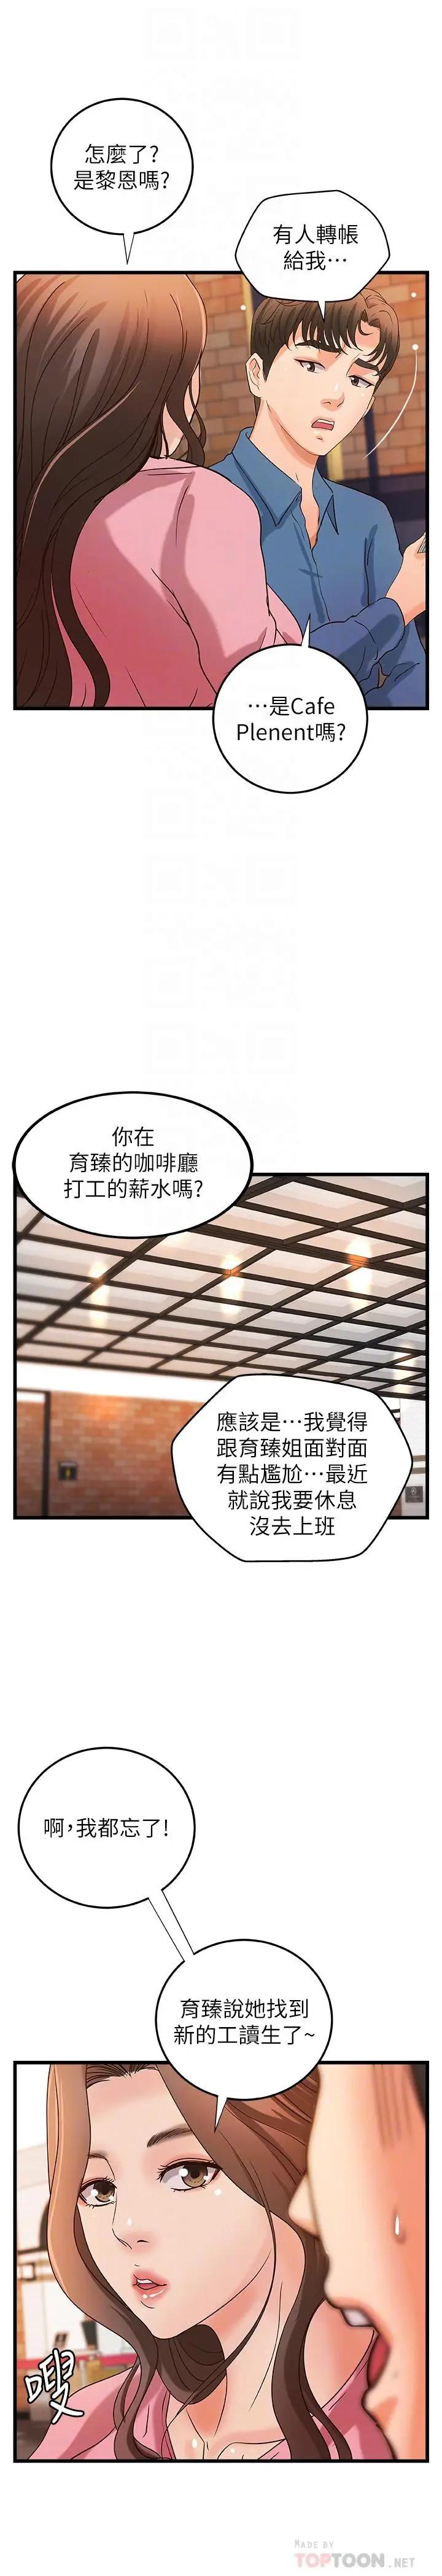 怎麼了?
是黎恩嗎?
有人轉帳
給我…
…是Cafe
Plenent嗎?
你在
育臻的咖啡廳
打工的薪水嗎?
應該是…我覺得
跟育臻姐面對面
有點尷尬…最近
就說我要休息
沒去上班
啊,我都忘了!
育臻說她找到
新的工讀生了~
嗖
MADE BY
TOPTOON.NET